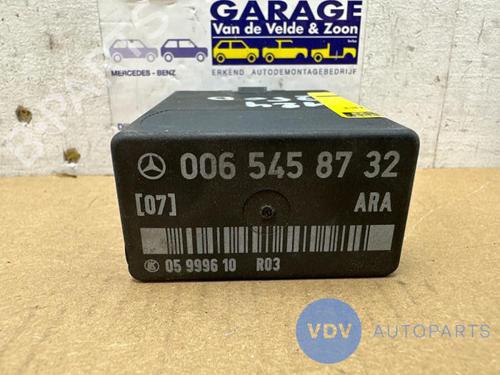 GARAGE
Van de Velde & Zoon
MERCEDES - BENZ
ERKEND AUTODEMONTAGEBEDRIJF
006 545 87 32
[07] ARA
05 9996 10 R03
VDV AUTOPARTS